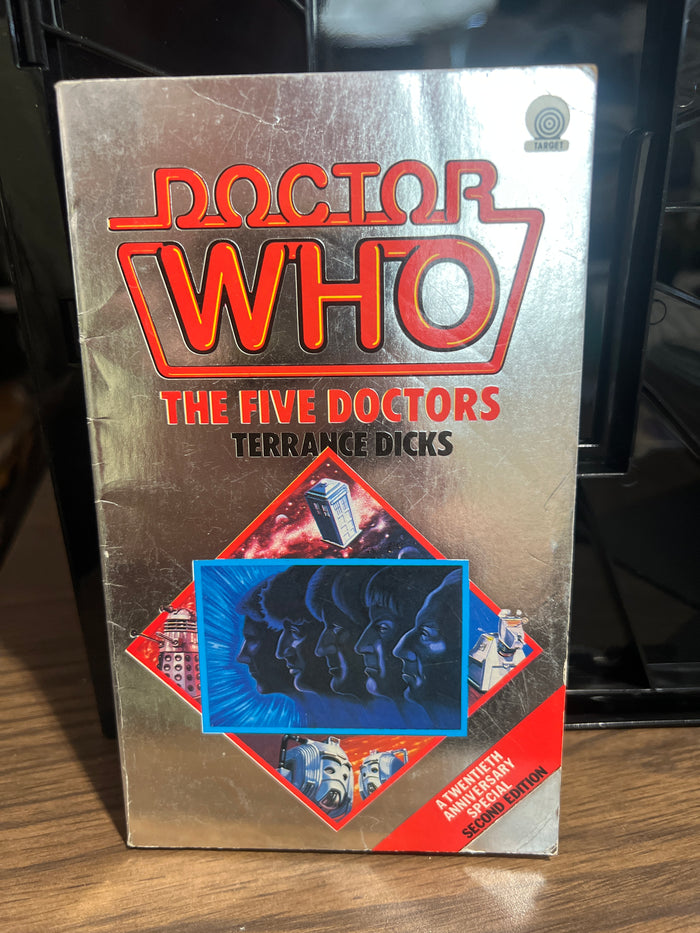 TARGET
DOCTOR
WHO
THE FIVE DOCTORS
TERRANCE DICKS
A TWENTIETH
ANNIVERSARY
SPECIAL
SECOND EDITION